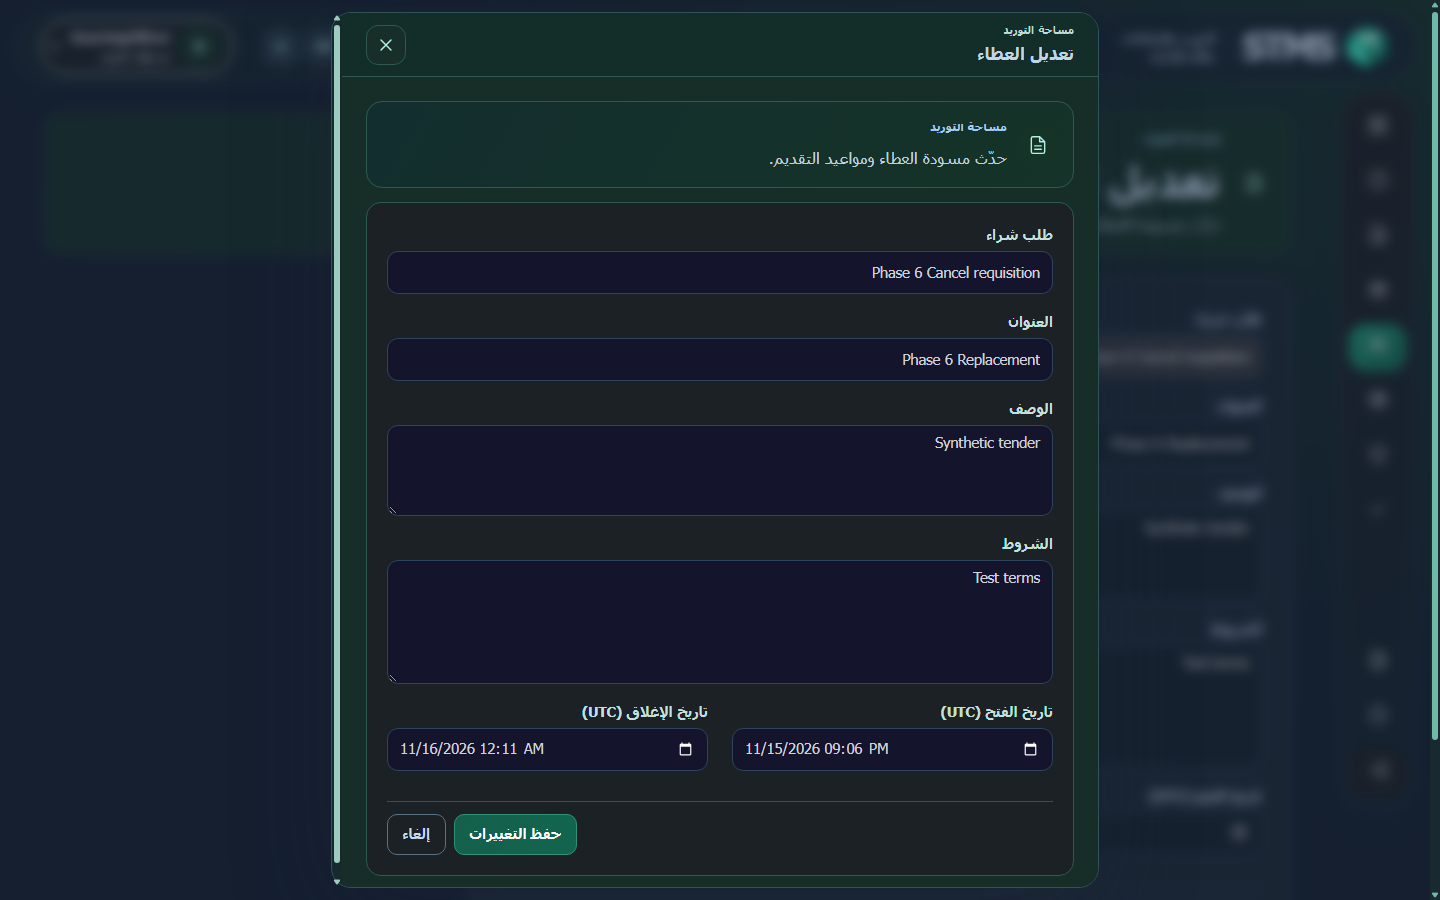 مساحة التوريد
تعديل العطاء
مساحة التوريد
حدّث مسودة العطاء ومواعيد التقديم.
طلب شراء
Phase 6 Cancel requisition
العنوان
Phase 6 Replacement
الوصف
Synthetic tender
الشروط
Test terms
تاريخ الفتح (UTC)
11/15/2026 09:06 PM
تاريخ الإغلاق (UTC)
11/16/2026 12:11 AM
حفظ التغييرات
إلغاء
STMS
تعديل